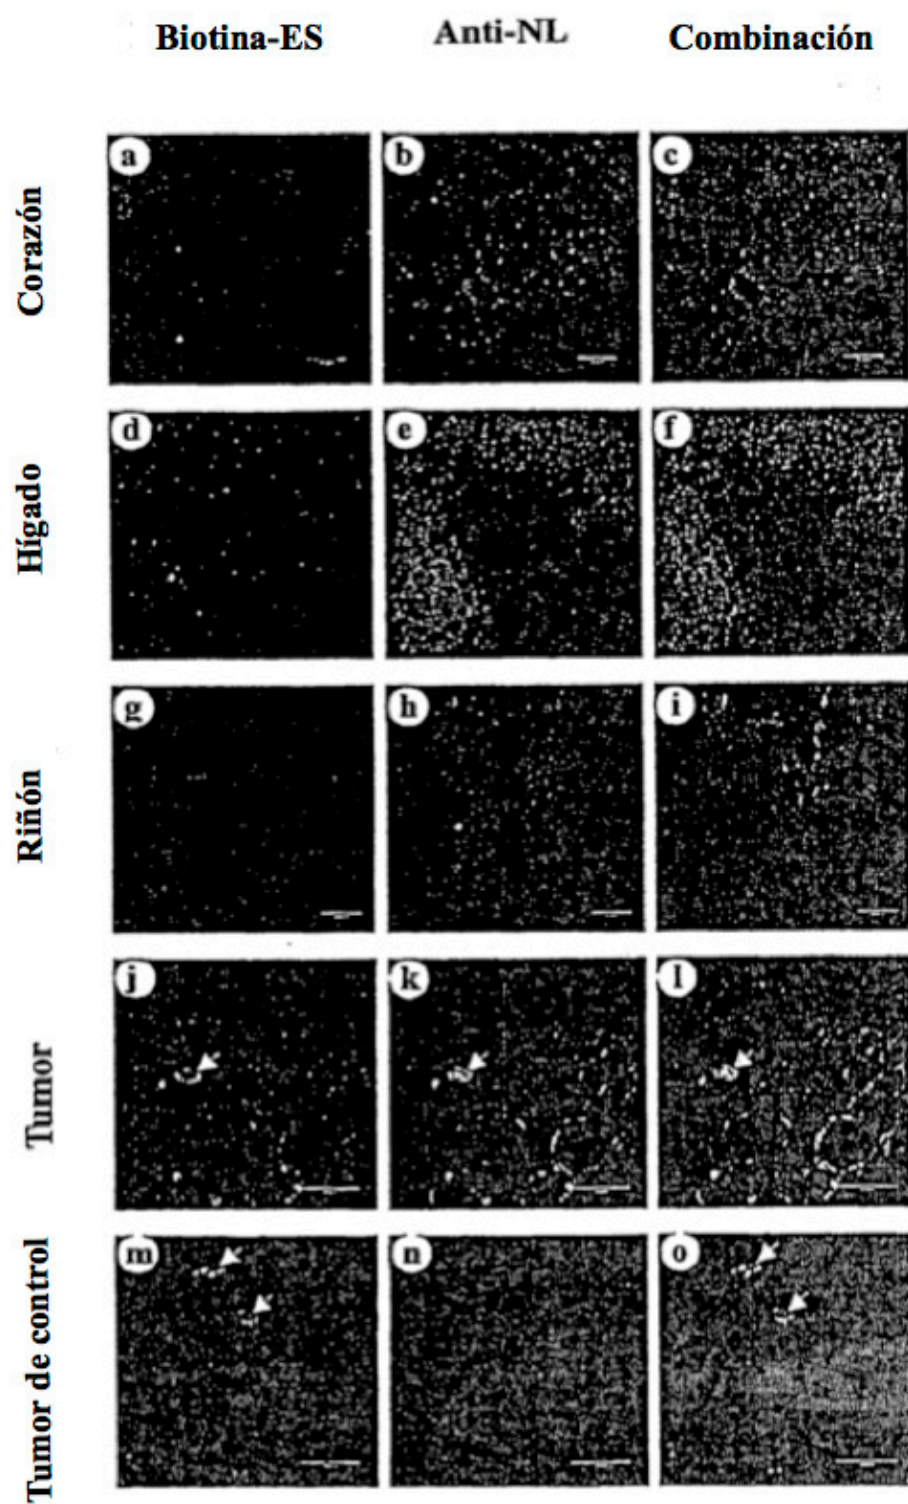 Biotina-ES Anti-NL Combinación
Corazón
a b c
Hígado
d e f
Riñón
g h i
Tumor
j k l
Tumor de control
m n o